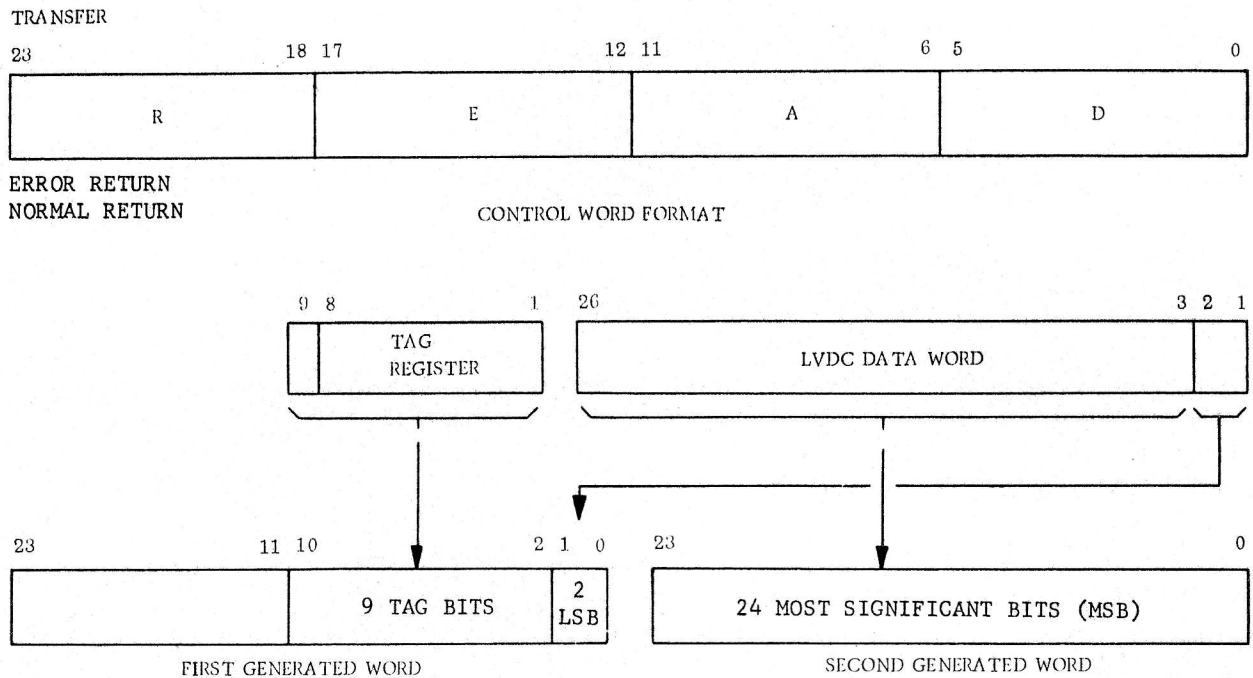 TRANSFER
23 18 17 12 11 6 5 0
R E A D
ERROR RETURN
NORMAL RETURN
CONTROL WORD FORMAT
9 8 1 26 3 2 1
TAG REGISTER
LVDC DATA WORD
23 11 10 2 1 0 23 0
9 TAG BITS
2 LSB
24 MOST SIGNIFICANT BITS (MSB)
FIRST GENERATED WORD
SECOND GENERATED WORD